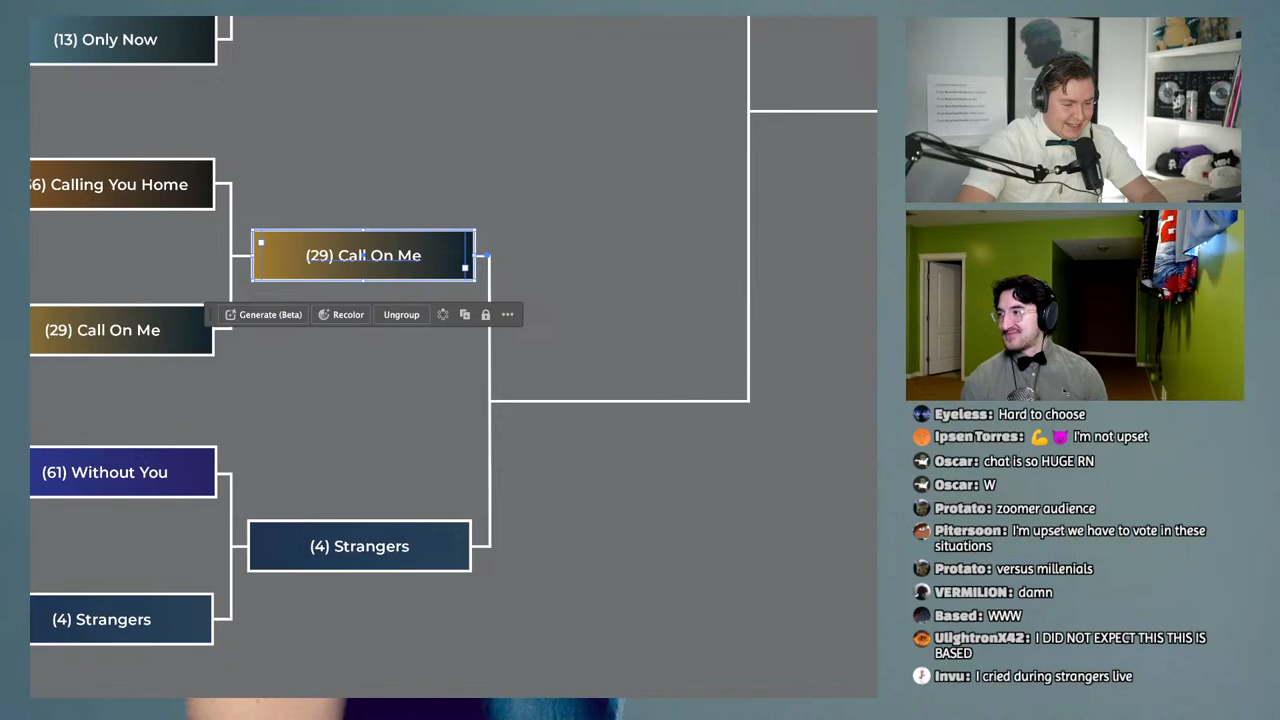 (13) Only Now
6) Calling You Home
(29) Call On Me
Generate (Beta)
Recolor
Ungroup
(29) Call On Me
(61) Without You
(4) Strangers
(4) Strangers
Eyeless: Hard to choose
Ipsen Torres: 💪 😈 I'm not upset
Oscar: chat is so HUGE RN
Oscar: W
Protato: zoomer audience
Pitersoon: I'm upset we have to vote in these
situations
Protato: versus millenials
VERMILION: damn
Based: WWW
UlightronX42: I DID NOT EXPECT THIS THIS IS
BASED
Invu: I cried during strangers live